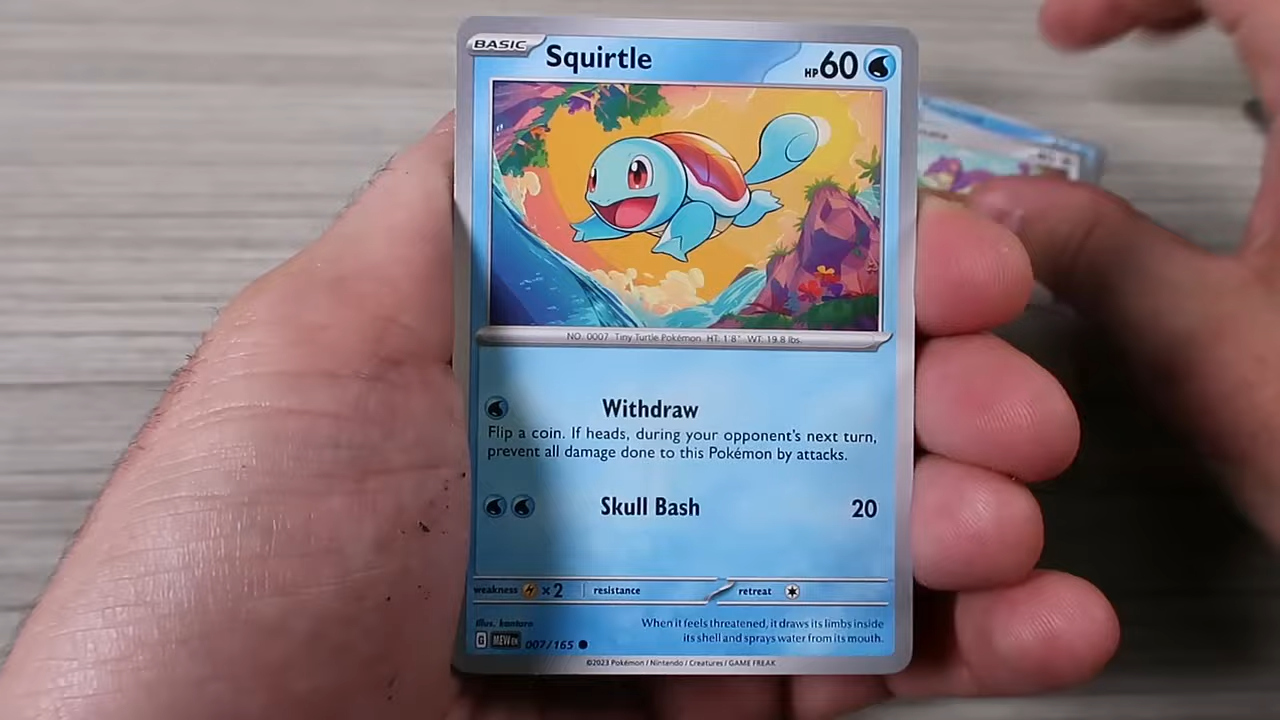 BASIC Squirtle HP 60
NO. 0007 Tiny Turtle Pokémon HT: 1'8" WT: 19.8 lbs.
Withdraw
Flip a coin. If heads, during your opponent's next turn,
prevent all damage done to this Pokémon by attacks.
Skull Bash 20
weakness ×2 resistance retreat
Illus. kantaro
When it feels threatened, it draws its limbs inside
its shell and sprays water from its mouth.
G MEW EN 007/165
©2023 Pokémon / Nintendo / Creatures / GAME FREAK